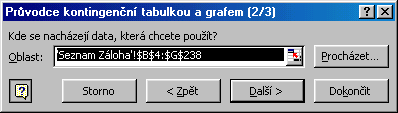 Průvodce kontingenční tabulkou a grafem (2/3)
Kde se nacházejí data, která chcete použít?
Oblast: 'Seznam Záloha'!$B$4:$G$238 Procházet...
Storno < Zpět Další > Dokončit